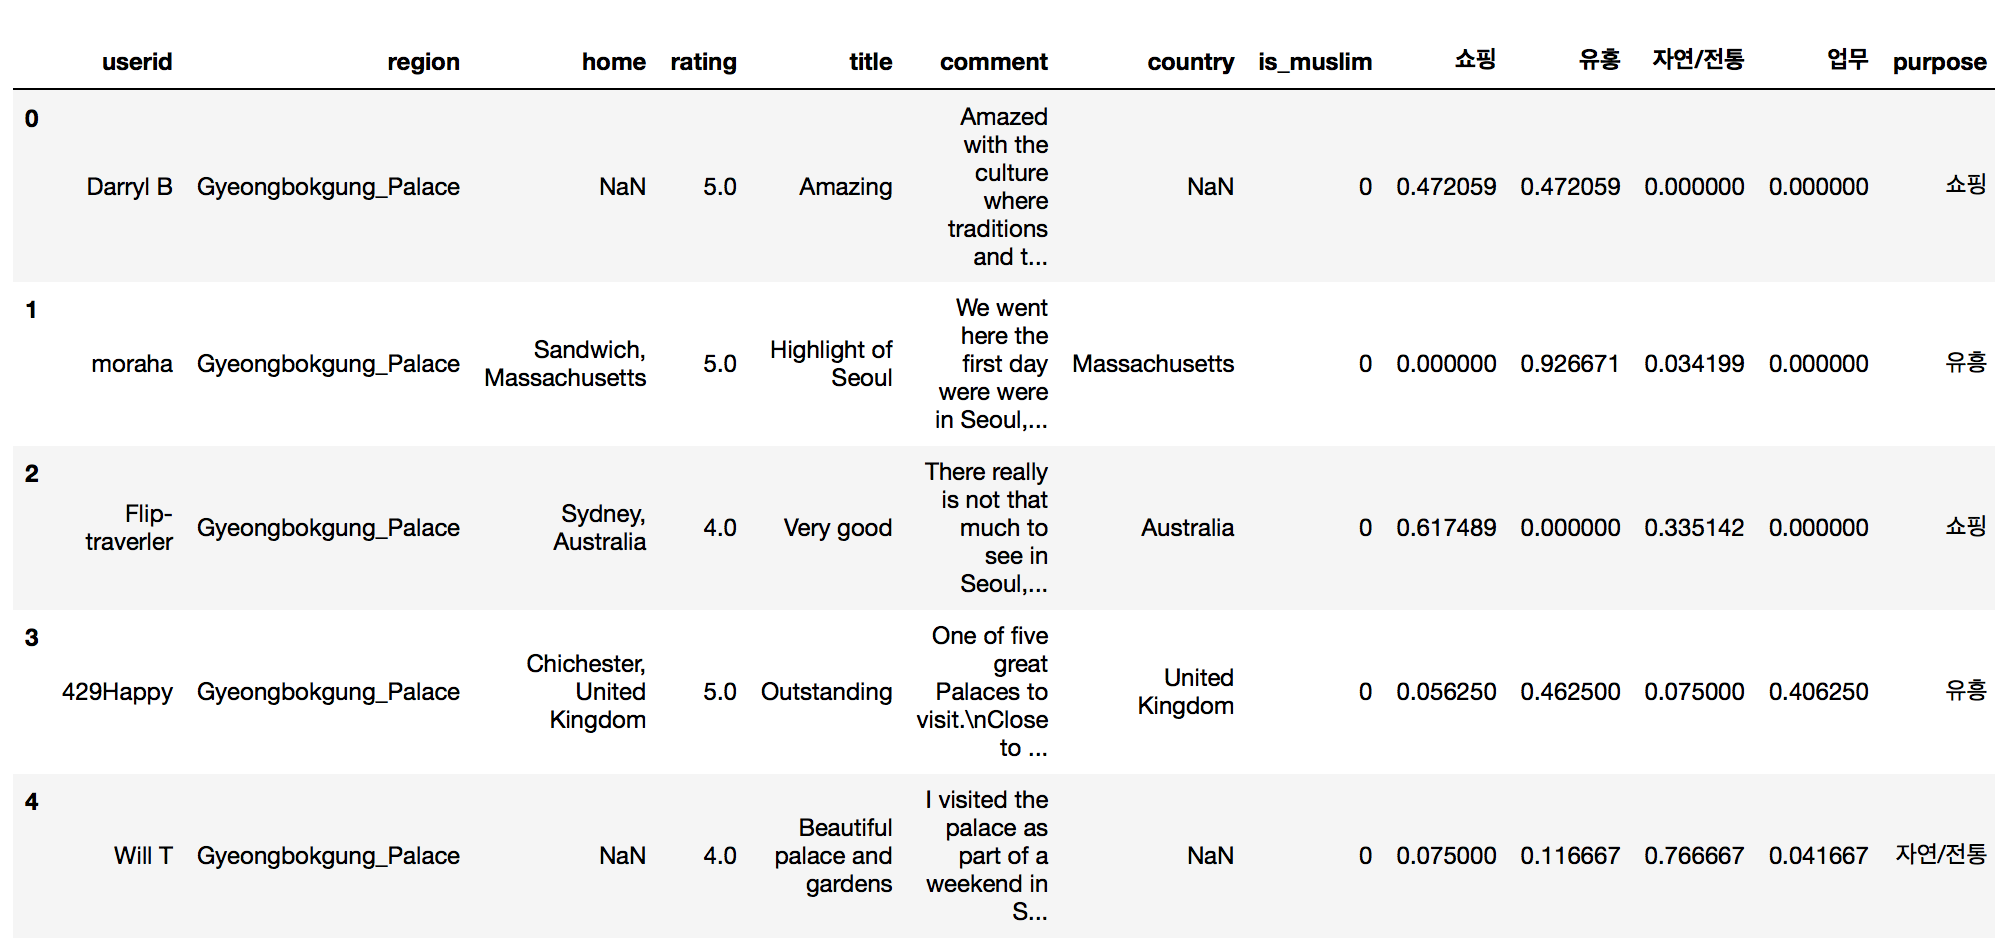 userid region home rating title comment country is_muslim 쇼핑 유흥 자연/전통 업무 purpose
0
Darryl B Gyeongbokgung_Palace NaN 5.0 Amazing
Amazed
with the
culture
where
traditions
and t...
NaN 0 0.472059 0.472059 0.000000 0.000000 쇼핑
1
moraha Gyeongbokgung_Palace
Sandwich,
Massachusetts
5.0
Highlight of
Seoul
We went
here the
first day
were were
in Seoul,...
Massachusetts 0 0.000000 0.926671 0.034199 0.000000 유흥
2
Flip-
traverler
Gyeongbokgung_Palace
Sydney,
Australia
4.0 Very good
There really
is not that
much to
see in
Seoul,...
Australia 0 0.617489 0.000000 0.335142 0.000000 쇼핑
3
429Happy Gyeongbokgung_Palace
Chichester,
United
Kingdom
5.0 Outstanding
One of five
great
Palaces to
visit.\nClose
to ...
United
Kingdom
0 0.056250 0.462500 0.075000 0.406250 유흥
4
Will T Gyeongbokgung_Palace NaN 4.0
Beautiful
palace and
gardens
I visited the
palace as
part of a
weekend in
S...
NaN 0 0.075000 0.116667 0.766667 0.041667 자연/전통